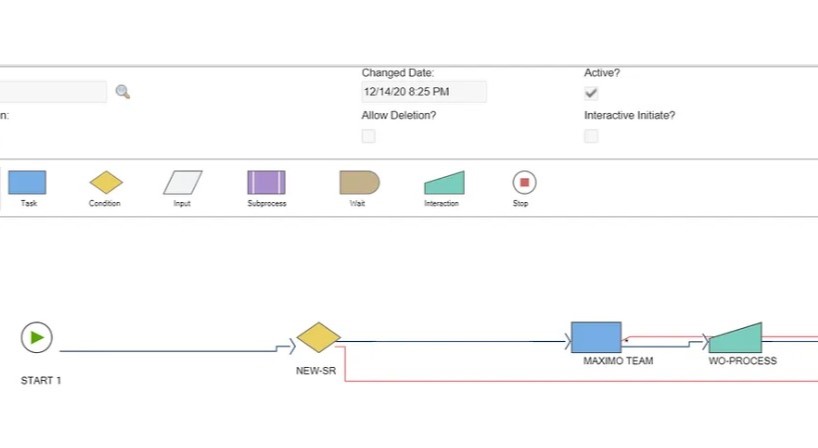 Changed Date:
Active?
12/14/20 8:25 PM
n:
Allow Deletion?
Interactive Initiate?
Task
Condition
Input
Subprocess
Wait
Interaction
Stop
START 1
NEW-SR
MAXIMO TEAM
WO-PROCESS